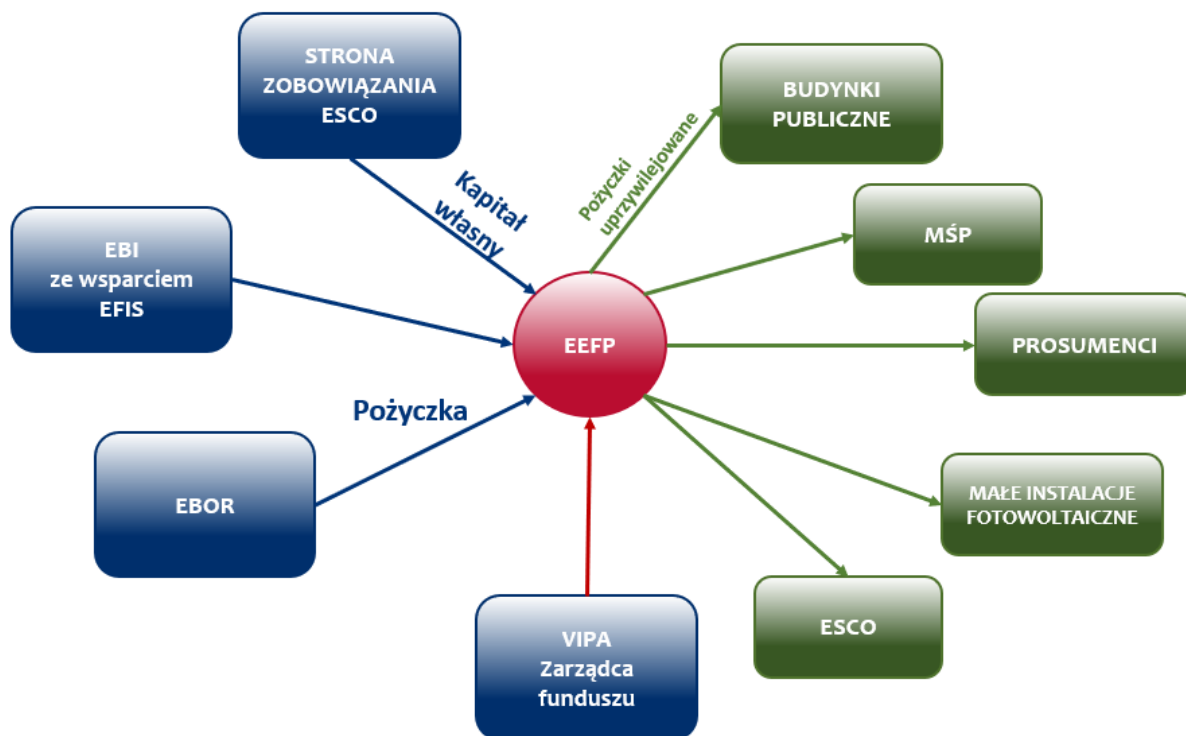 STRONA
ZOBOWIĄZANIA
ESCO
BUDYNKI
PUBLICZNE
Kapitał
własny
Pożyczki
uprzywilejowane
EBI
ze wsparciem
EFIS
MŚP
EEFP
PROSUMENCI
Pożyczka
EBOR
MAŁE INSTALACJE
FOTOWOLTAICZNE
ESCO
VIPA
Zarządca
funduszu